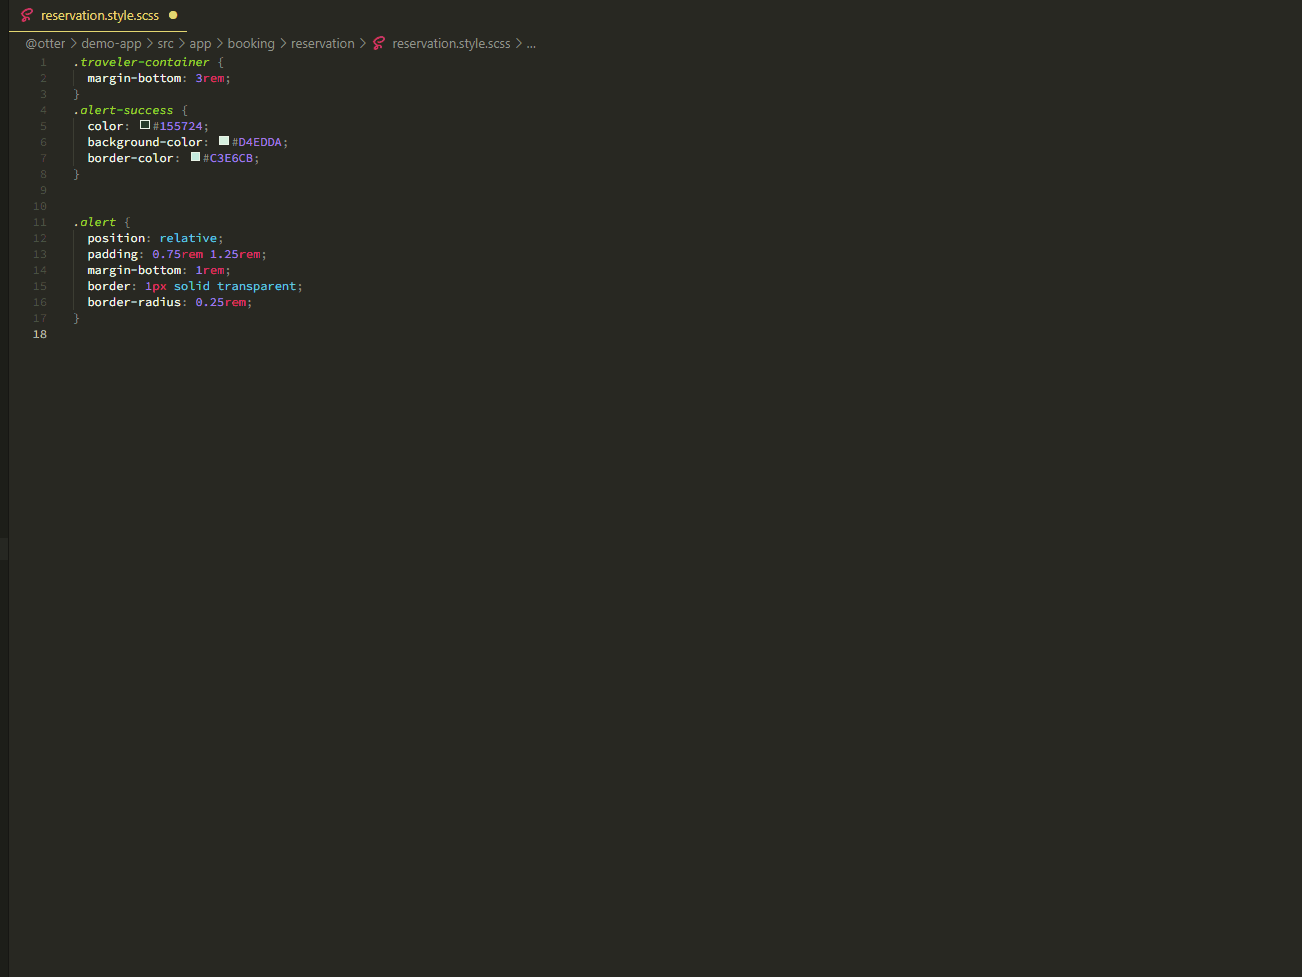 reservation.style.scss
@otter > demo-app > src > app > booking > reservation > reservation.style.scss > ...
1 .traveler-container {
2 margin-bottom: 3rem;
3 }
4 .alert-success {
5 color: #155724;
6 background-color: #D4EDDA;
7 border-color: #C3E6CB;
8 }
9
10
11 .alert {
12 position: relative;
13 padding: 0.75rem 1.25rem;
14 margin-bottom: 1rem;
15 border: 1px solid transparent;
16 border-radius: 0.25rem;
17 }
18